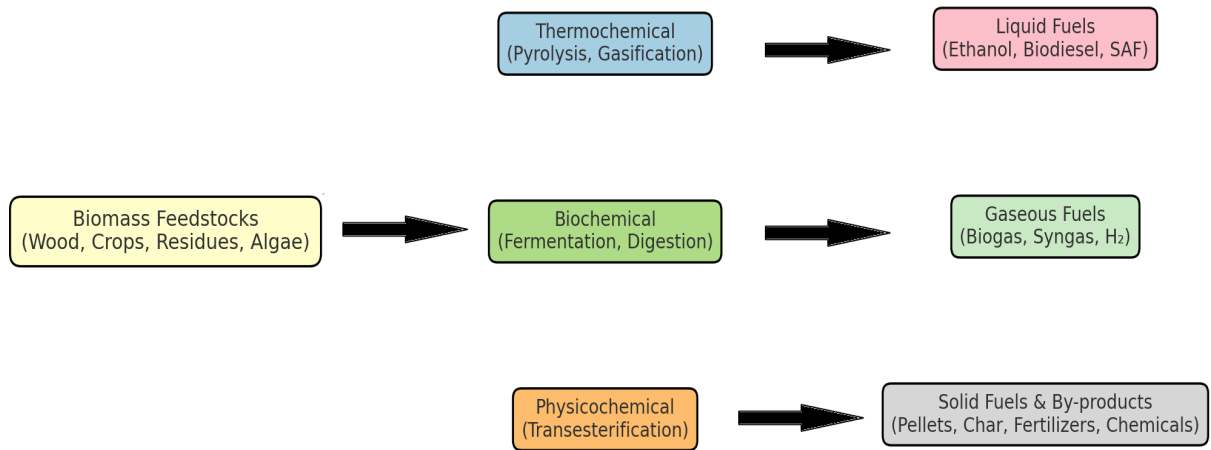 Thermochemical
(Pyrolysis, Gasification)
Liquid Fuels
(Ethanol, Biodiesel, SAF)
Biomass Feedstocks
(Wood, Crops, Residues, Algae)
Biochemical
(Fermentation, Digestion)
Gaseous Fuels
(Biogas, Syngas, H₂)
Physicochemical
(Transesterification)
Solid Fuels & By-products
(Pellets, Char, Fertilizers, Chemicals)